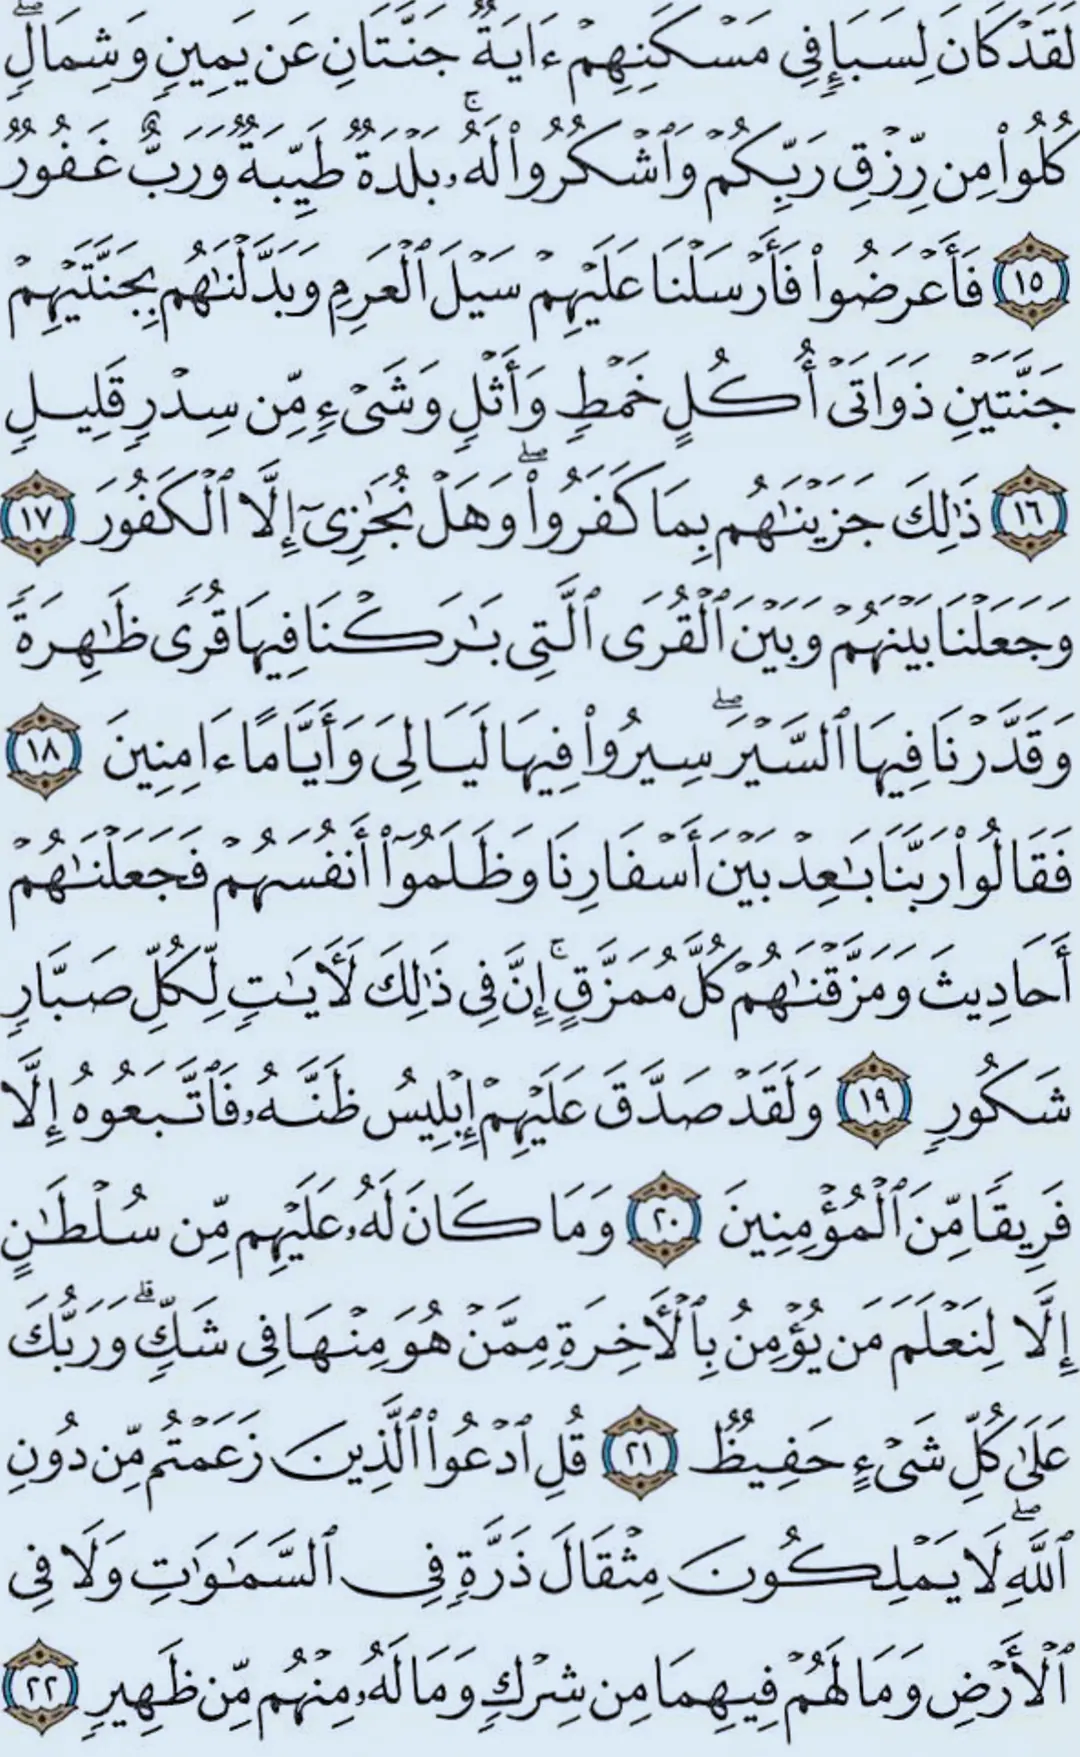 لَقَدْ كَانَ لِسَبَإٍ فِى مَسْكَنِهِمْ ءَايَةٌ ۖ جَنَّتَانِ عَن يَمِينٍ وَشِمَالٍ ۖ
كُلُوا۟ مِن رِّزْقِ رَبِّكُمْ وَٱشْكُرُوا۟ لَهُۥ ۚ بَلْدَةٌ طَيِّبَةٌ وَرَبٌّ غَفُورٌ
١٥ فَأَعْرَضُوا۟ فَأَرْسَلْنَا عَلَيْهِمْ سَيْلَ ٱلْعَرِمِ وَبَدَّلْنَـٰهُم بِجَنَّتَيْهِمْ
جَنَّتَيْنِ ذَوَاتَىْ أُكُلٍ خَمْطٍ وَأَثْلٍ وَشَىْءٍ مِّن سِدْرٍ قَلِيلٍ
١٦ ذَٰلِكَ جَزَيْنَـٰهُم بِمَا كَفَرُوا۟ ۖ وَهَلْ نُجَـٰزِىٓ إِلَّا ٱلْكَفُورَ ١٧
وَجَعَلْنَا بَيْنَهُمْ وَبَيْنَ ٱلْقُرَى ٱلَّتِى بَـٰرَكْنَا فِيهَا قُرًى ظَـٰهِرَةً
وَقَدَّرْنَا فِيهَا ٱلسَّيْرَ ۖ سِيرُوا۟ فِيهَا لَيَالِىَ وَأَيَّامًا ءَامِنِينَ ١٨
فَقَالُوا۟ رَبَّنَا بَـٰعِدْ بَيْنَ أَسْفَارِنَا وَظَلَمُوٓا۟ أَنفُسَهُمْ فَجَعَلْنَـٰهُمْ
أَحَادِيثَ وَمَزَّقْنَـٰهُمْ كُلَّ مُمَزَّقٍ ۚ إِنَّ فِى ذَٰلِكَ لَـَٔايَـٰتٍ لِّكُلِّ صَبَّارٍ
شَكُورٍ ١٩ وَلَقَدْ صَدَّقَ عَلَيْهِمْ إِبْلِيسُ ظَنَّهُۥ فَٱتَّبَعُوهُ إِلَّا
فَرِيقًا مِّنَ ٱلْمُؤْمِنِينَ ٢٠ وَمَا كَانَ لَهُۥ عَلَيْهِم مِّن سُلْطَـٰنٍ
إِلَّا لِنَعْلَمَ مَن يُؤْمِنُ بِٱلْـَٔاخِرَةِ مِمَّنْ هُوَ مِنْهَا فِى شَكٍّ ۗ وَرَبُّكَ
عَلَىٰ كُلِّ شَىْءٍ حَفِيظٌ ٢١ قُلِ ٱدْعُوا۟ ٱلَّذِينَ زَعَمْتُم مِّن دُونِ
ٱللَّهِ ۖ لَا يَمْلِكُونَ مِثْقَالَ ذَرَّةٍ فِى ٱلسَّمَـٰوَٰتِ وَلَا فِى
ٱلْأَرْضِ وَمَا لَهُمْ فِيهِمَا مِن شِرْكٍ وَمَا لَهُۥ مِنْهُم مِّن ظَهِيرٍ ٢٢